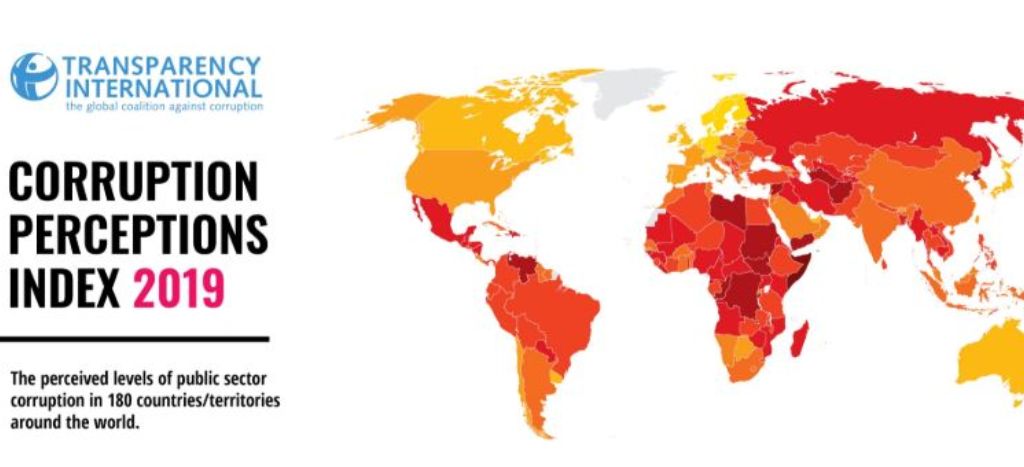 TRANSPARENCY
INTERNATIONAL
the global coalition against corruption
CORRUPTION
PERCEPTIONS
INDEX 2019
The perceived levels of public sector
corruption in 180 countries/territories
around the world.